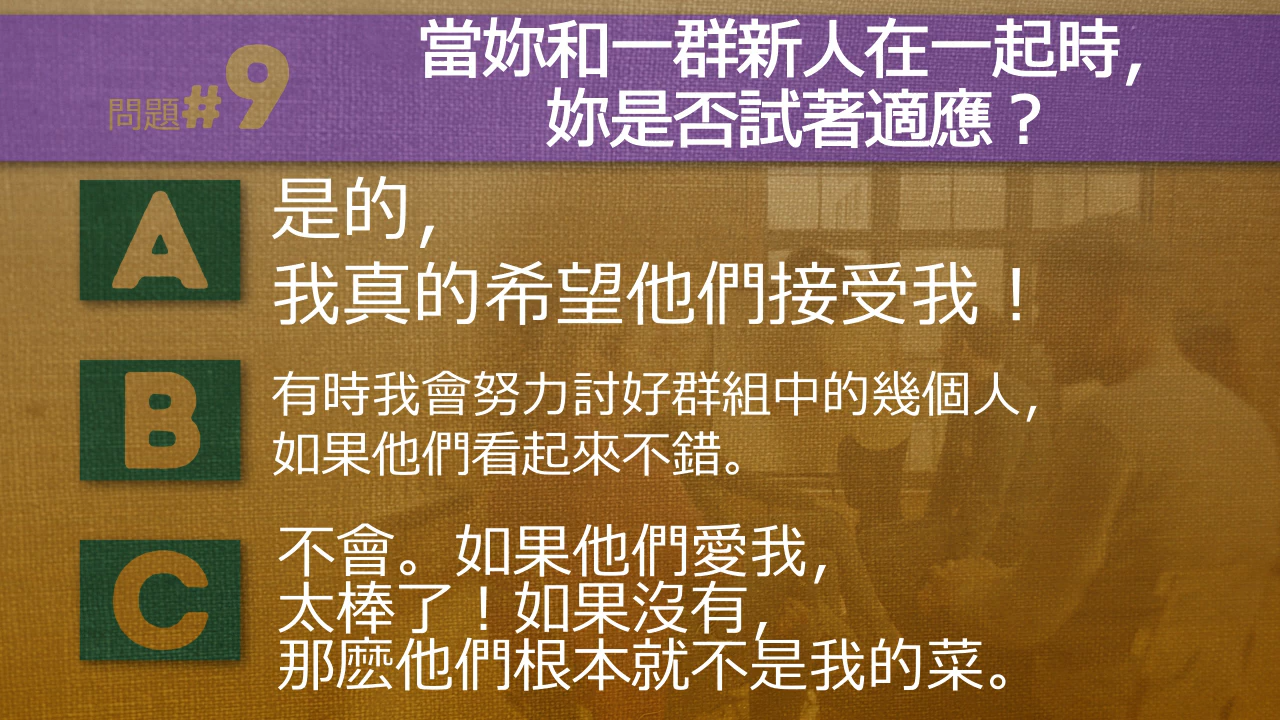 問題#9
當妳和一群新人在一起時，
妳是否試著適應？
A
是的，
我真的希望他們接受我！
B
有時我會努力討好群組中的幾個人，
如果他們看起來不錯。
C
不會。如果他們愛我，
太棒了！如果沒有，
那麽他們根本就不是我的菜。